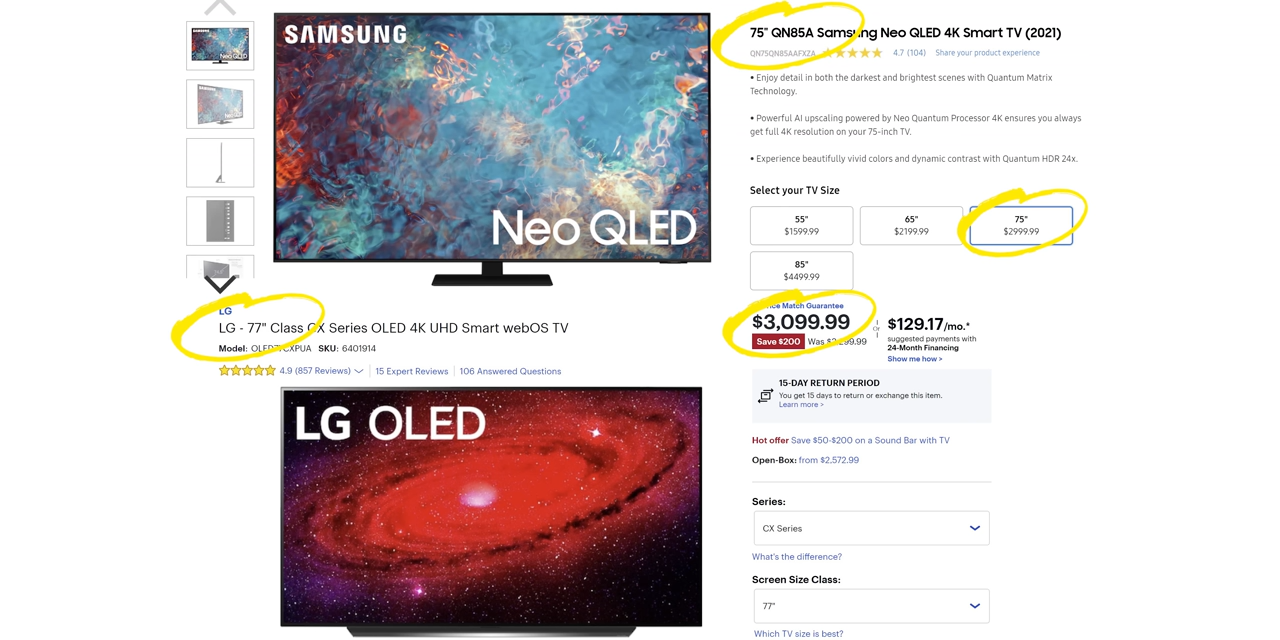 SAMSUNG
Neo QLED
Neo QLED
SAMSUNG
75" QN85A Samsung Neo QLED 4K Smart TV (2021)
QN75QN85AAFXZA
4.7 (104) Share your product experience
• Enjoy detail in both the darkest and brightest scenes with Quantum Matrix
Technology.
• Powerful AI upscaling powered by Neo Quantum Processor 4K ensures you always
get full 4K resolution on your 75-inch TV.
• Experience beautifully vivid colors and dynamic contrast with Quantum HDR 24x.
Select your TV Size
55"
$1599.99
65"
$2199.99
75"
$2999.99
85"
$4499.99
LG
LG - 77" Class CX Series OLED 4K UHD Smart webOS TV
Model: SKU: 6401914
4.9 (857 Reviews) 15 Expert Reviews 106 Answered Questions
LG OLED
Price Match Guarantee
$3,099.99
Save $200 Was
Or
$129.17/mo.*
suggested payments with
24-Month Financing
Show me how >
15-DAY RETURN PERIOD
You get 15 days to return or exchange this item.
Learn more >
Hot offer Save $50-$200 on a Sound Bar with TV
Open-Box: from $2,572.99
Series:
CX Series
What's the difference?
Screen Size Class:
77"
Which TV size is best?